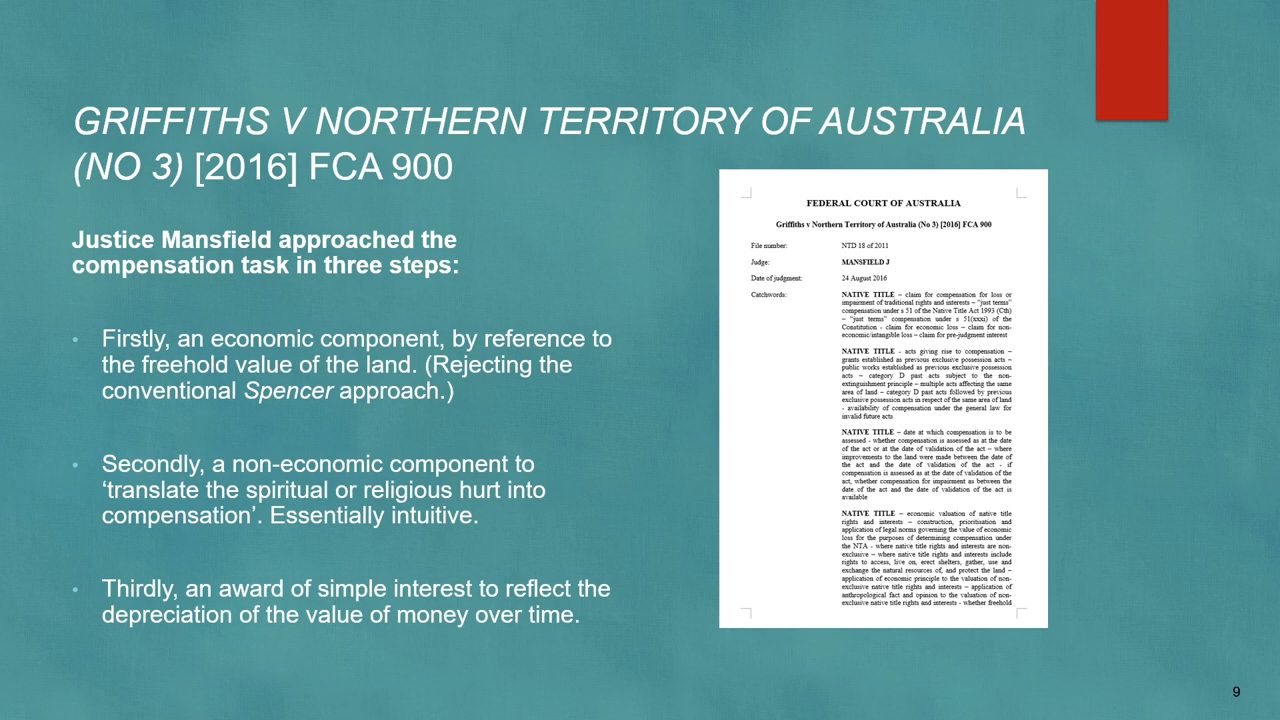 GRIFFITHS V NORTHERN TERRITORY OF AUSTRALIA
(NO 3) [2016] FCA 900
Justice Mansfield approached the
compensation task in three steps:
• Firstly, an economic component, by reference to
the freehold value of the land. (Rejecting the
conventional Spencer approach.)
• Secondly, a non-economic component to
‘translate the spiritual or religious hurt into
compensation’. Essentially intuitive.
• Thirdly, an award of simple interest to reflect the
depreciation of the value of money over time.
FEDERAL COURT OF AUSTRALIA
Griffiths v Northern Territory of Australia (No 3) [2016] FCA 900
File number: NTD 18 of 2011
Judge: MANSFIELD J
Date of judgment: 24 August 2016
Catchwords: NATIVE TITLE – claim for compensation for loss or
impairment of traditional rights and interests – “just terms”
compensation under s 51 of the Native Title Act 1993 (Cth)
– “just terms” compensation under s 51(xxxi) of the
Constitution - claim for economic loss – claim for non-
economic/intangible loss – claim for pre-judgment interest
NATIVE TITLE - acts giving rise to compensation –
grants established as previous exclusive possession acts –
public works established as previous exclusive possession
acts – category D past acts subject to the non-
extinguishment principle – multiple acts affecting the same
area of land – category D past acts followed by previous
exclusive possession acts in respect of the same area of land
- availability of compensation under the general law for
invalid future acts
NATIVE TITLE – date at which compensation is to be
assessed - whether compensation is assessed as at the date
of the act or at the date of validation of the act – where
improvements to the land were made between the date of
the act and the date of validation of the act - if
compensation is assessed as at the date of validation of the
act, whether compensation for impairment as between the
date of the act and the date of validation of the act is
available
NATIVE TITLE – economic valuation of native title
rights and interests – construction, prioritisation and
application of legal norms governing the value of economic
loss for the purposes of determining compensation under
the NTA - where native title rights and interests are non-
exclusive – where native title rights and interests include
rights to access, live on, erect shelters, gather, use and
exchange the natural resources of, and protect the land –
application of economic principle to the valuation of non-
exclusive native title rights and interests – application of
anthropological fact and opinion to the valuation of non-
exclusive native title rights and interests - whether freehold
9